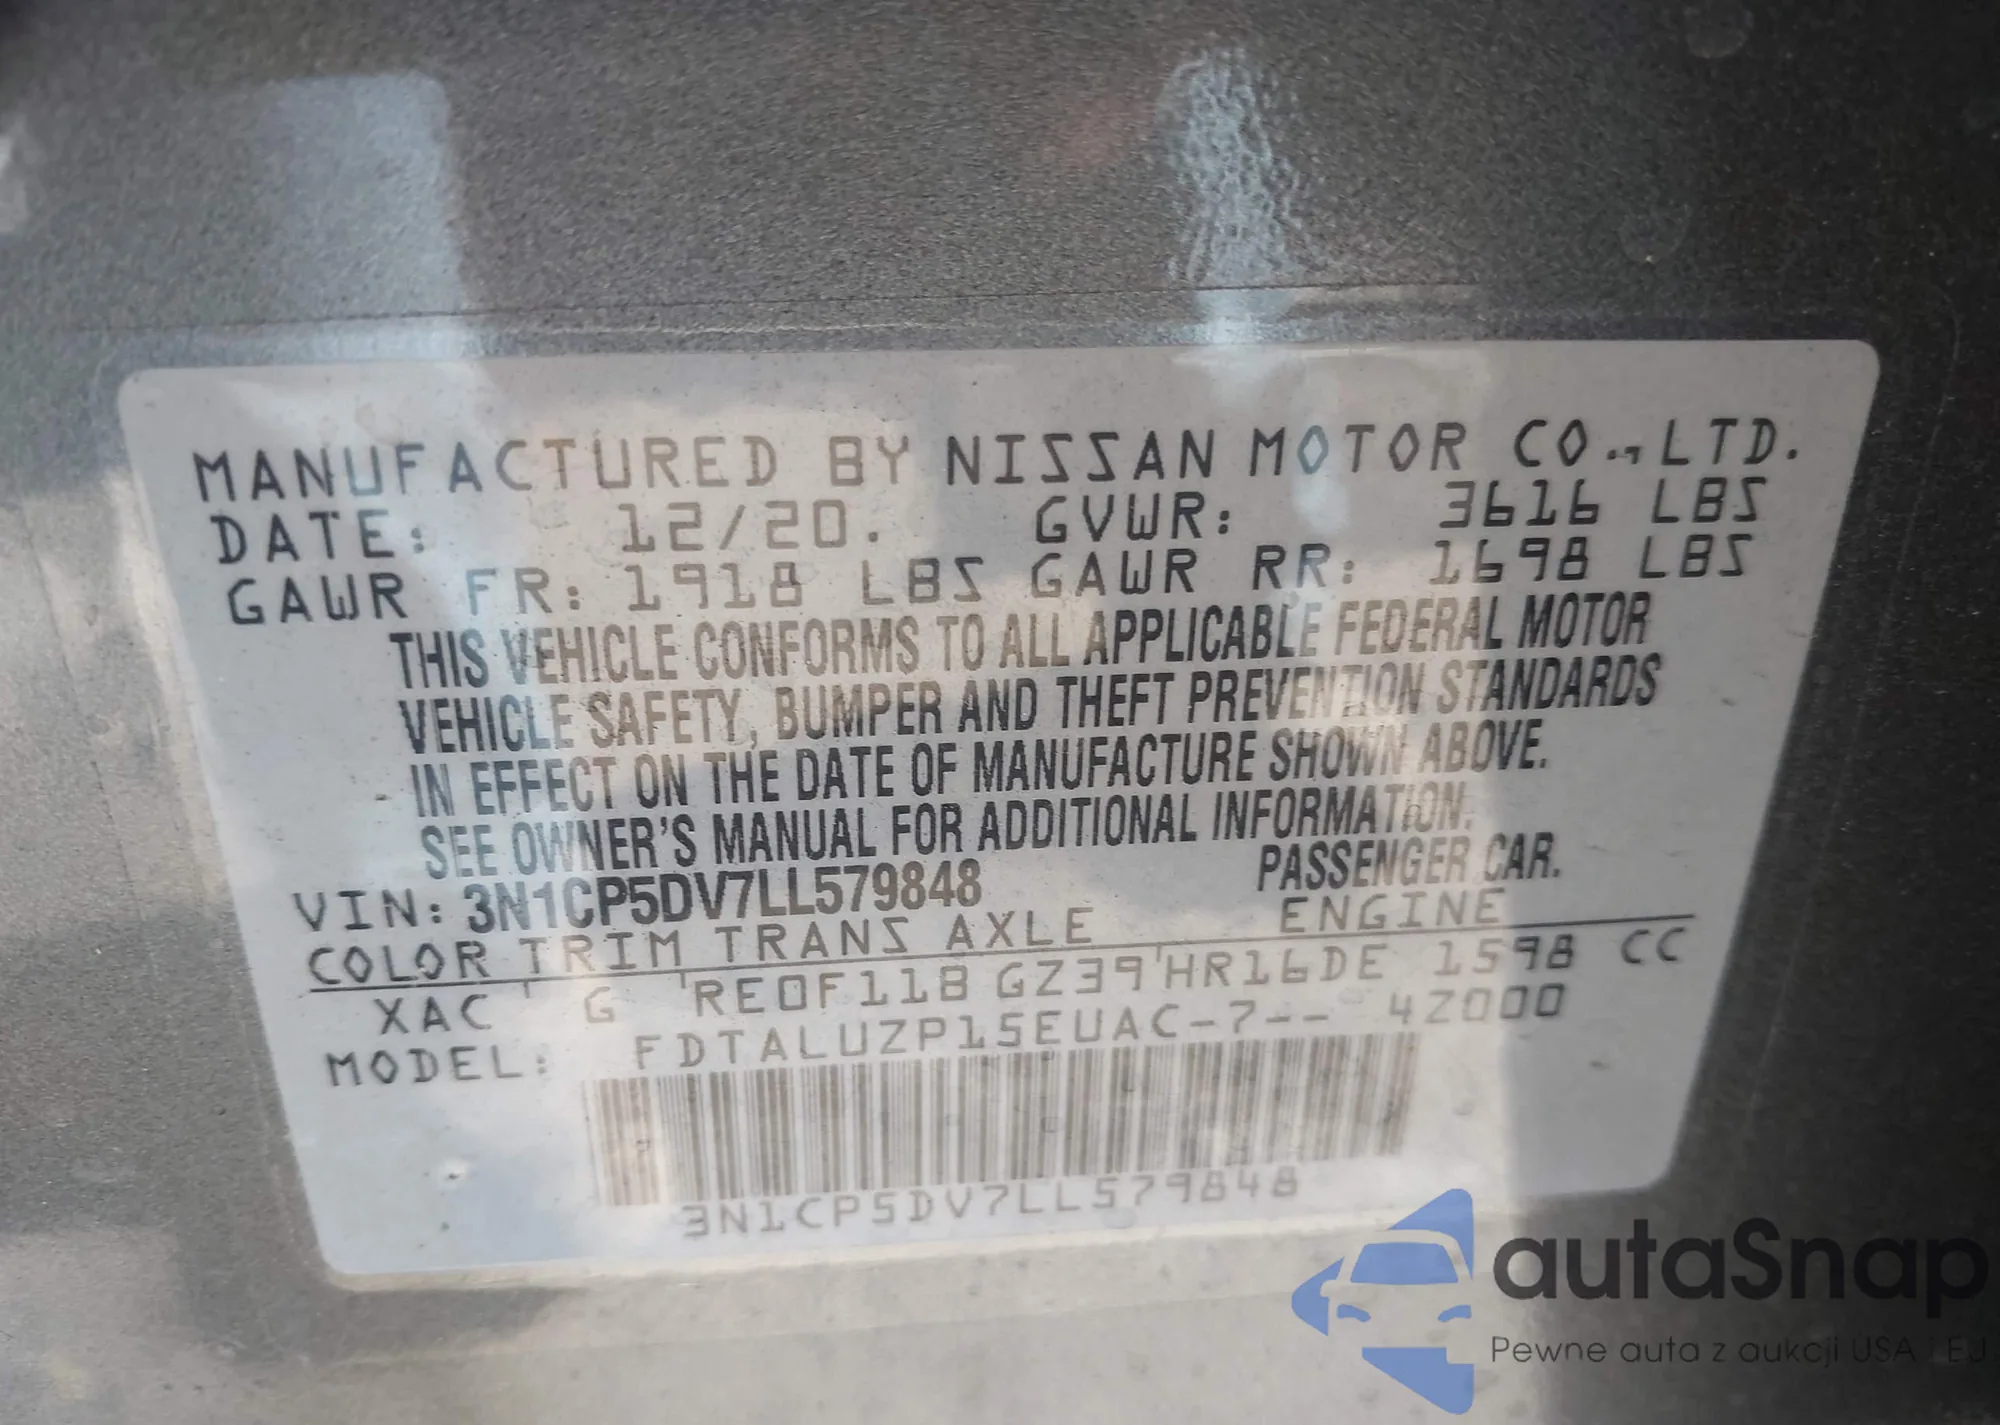 MANUFACTURED BY NISSAN MOTOR CO., LTD.
DATE: 12/20. GVWR: 3616 LBS
GAWR FR: 1918 LBS GAWR RR: 1698 LBS
THIS VEHICLE CONFORMS TO ALL APPLICABLE FEDERAL MOTOR
VEHICLE SAFETY, BUMPER AND THEFT PREVENTION STANDARDS
IN EFFECT ON THE DATE OF MANUFACTURE SHOWN ABOVE.
SEE OWNER'S MANUAL FOR ADDITIONAL INFORMATION.
VIN: 3N1CP5DV7LL579848 PASSENGER CAR.
COLOR TRIM TRANS AXLE ENGINE
XAC G RE0F11B GZ39 HR16DE 1598 CC
MODEL: FDTALUZP15EUAC-7-- 4Z000
3N1CP5DV7LL579848
autaSnap
Pewne auta z aukcji USA i EU